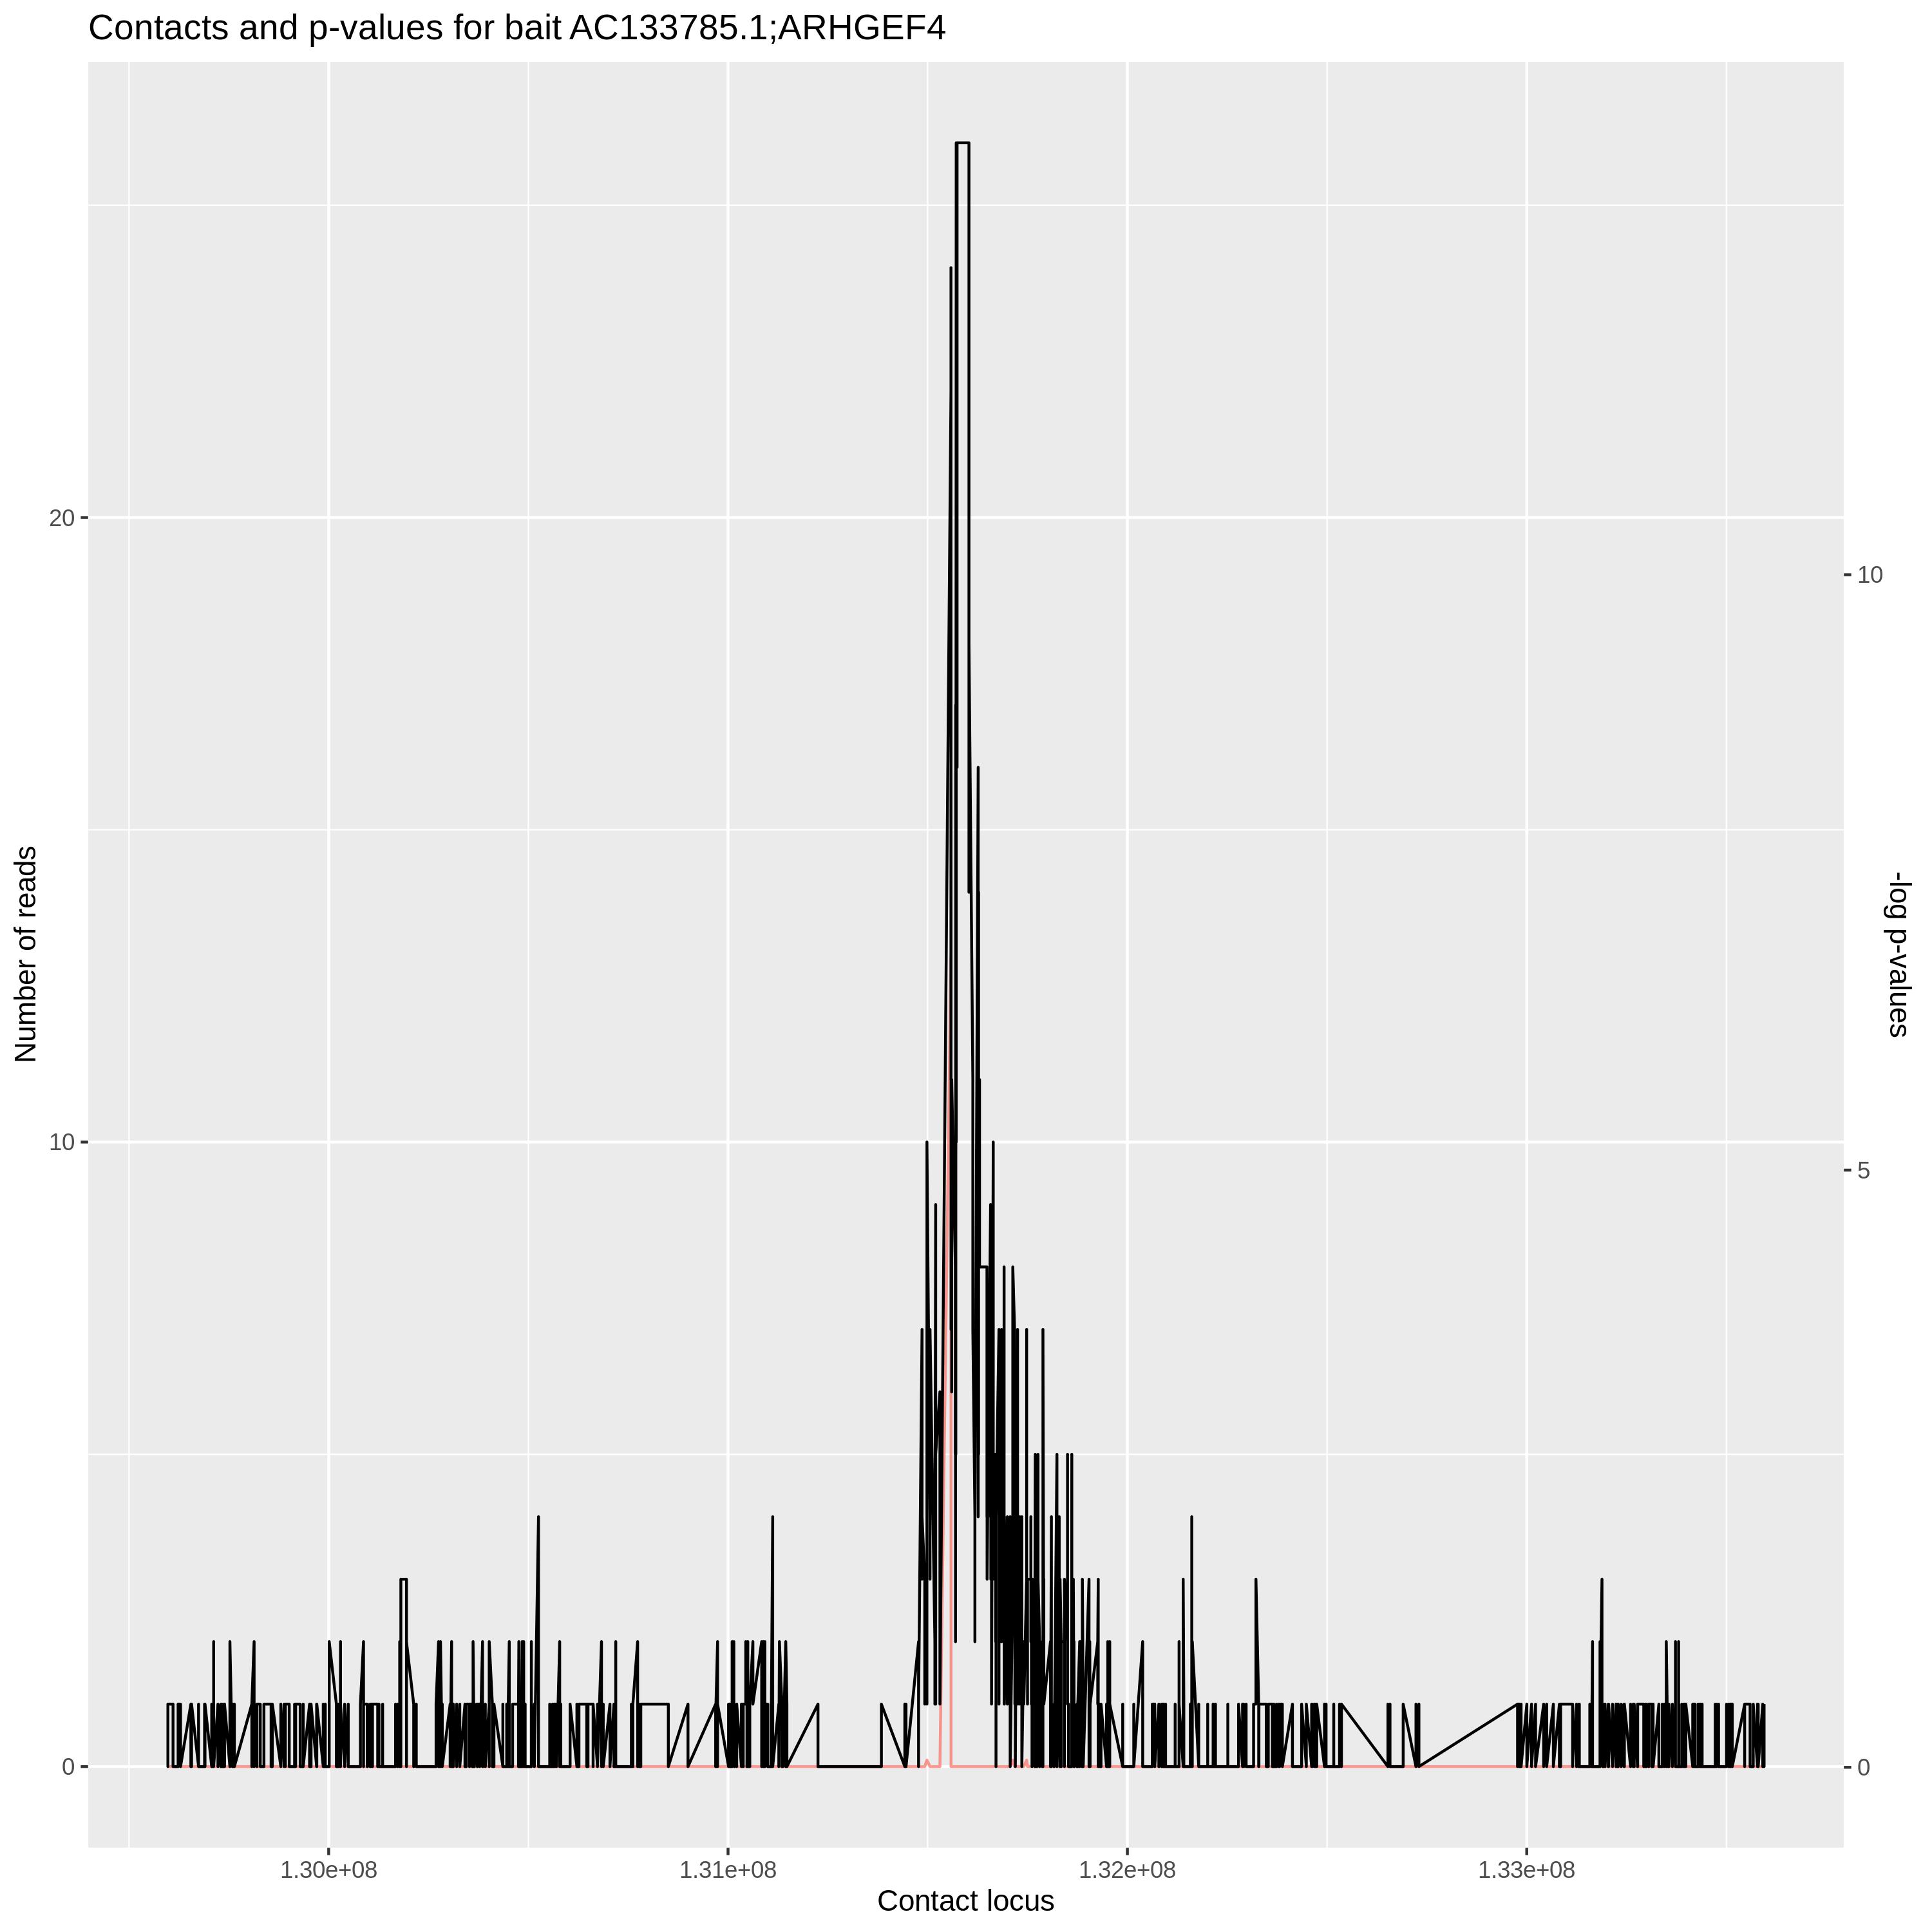 Contacts and p-values for bait AC133785.1;ARHGEF4
Number of reads
20
10
0
10
5
0
-log p-values
1.30e+08 1.31e+08 1.32e+08 1.33e+08
Contact locus